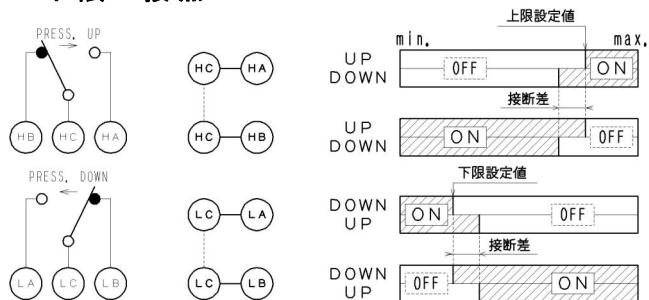 上限設定値
PRESS. UP
min.
max.
UP
DOWN
OFF
ON
HC
HA
接断差
HB
HC
HA
HC
HB
UP
DOWN
ON
OFF
PRESS. DOWN
下限設定値
DOWN
UP
ON
OFF
LC
LA
接断差
LA
LC
LB
LC
LB
DOWN
UP
OFF
ON